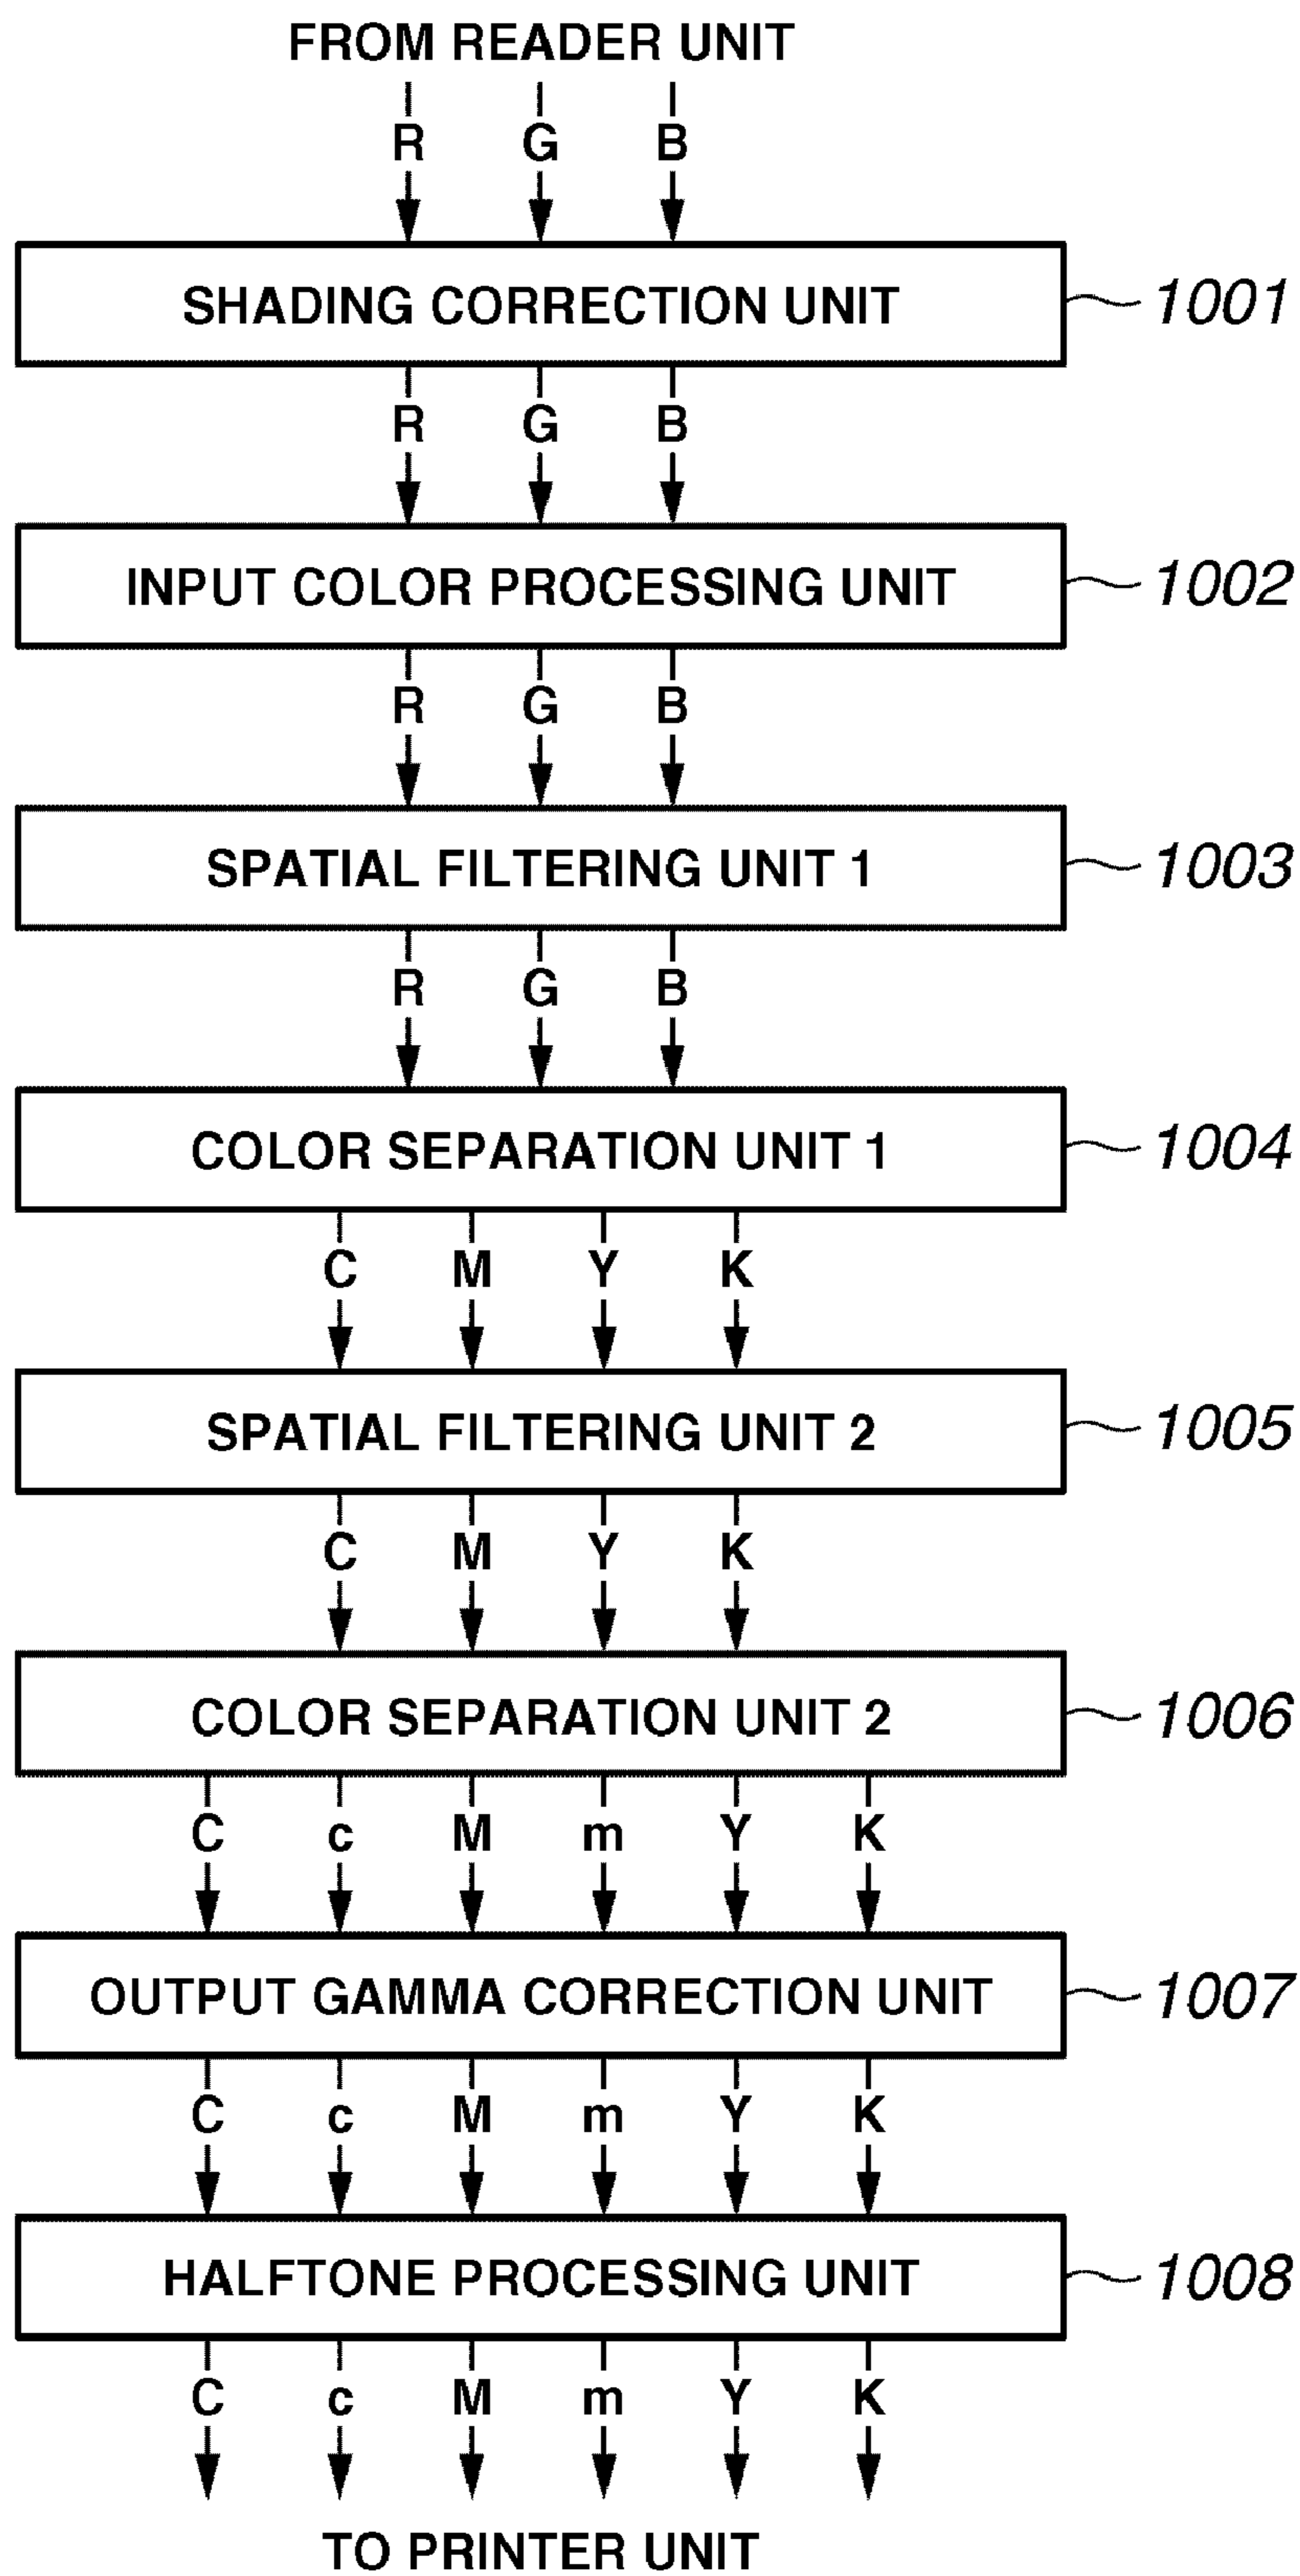 FROM READER UNIT
R G B
SHADING CORRECTION UNIT 1001
R G B
INPUT COLOR PROCESSING UNIT 1002
R G B
SPATIAL FILTERING UNIT 1 1003
R G B
COLOR SEPARATION UNIT 1 1004
C M Y K
SPATIAL FILTERING UNIT 2 1005
C M Y K
COLOR SEPARATION UNIT 2 1006
C c M m Y K
OUTPUT GAMMA CORRECTION UNIT 1007
C c M m Y K
HALFTONE PROCESSING UNIT 1008
C c M m Y K
TO PRINTER UNIT